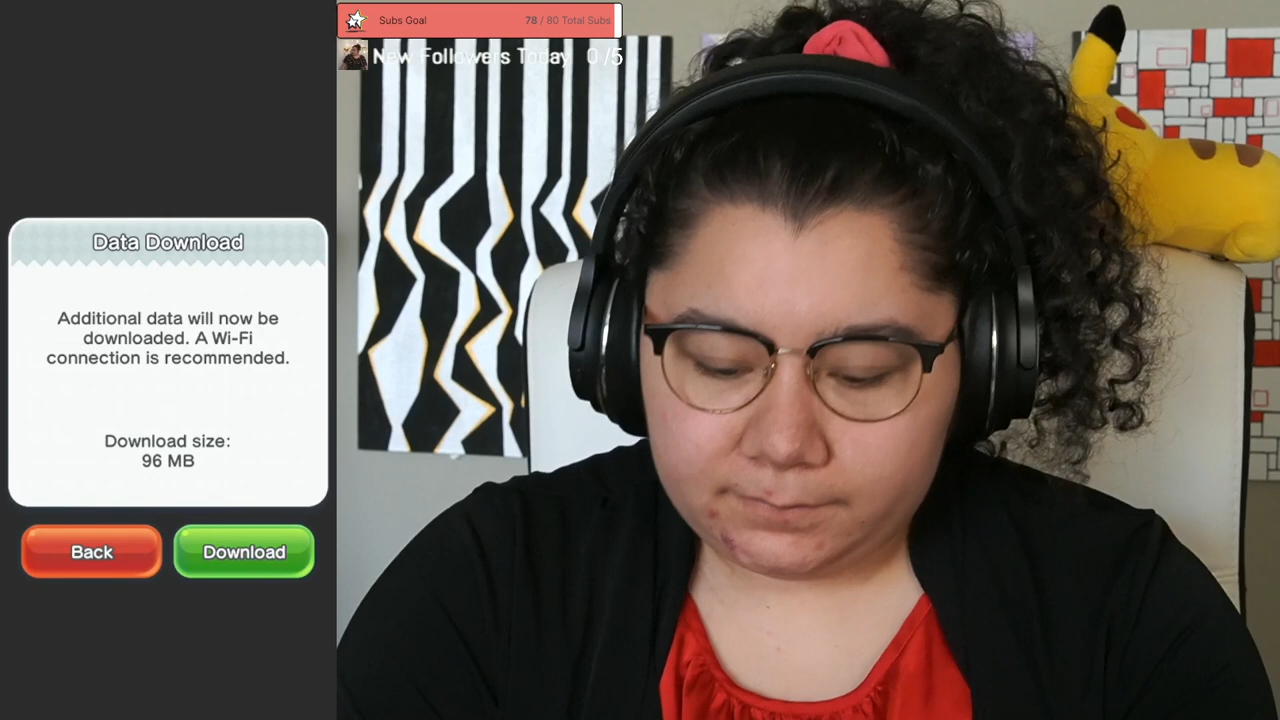 Subs Goal 78 / 80 Total Subs
New Followers Today 0 /5
Data Download
Additional data will now be
downloaded. A Wi-Fi
connection is recommended.
Download size:
96 MB
Back Download